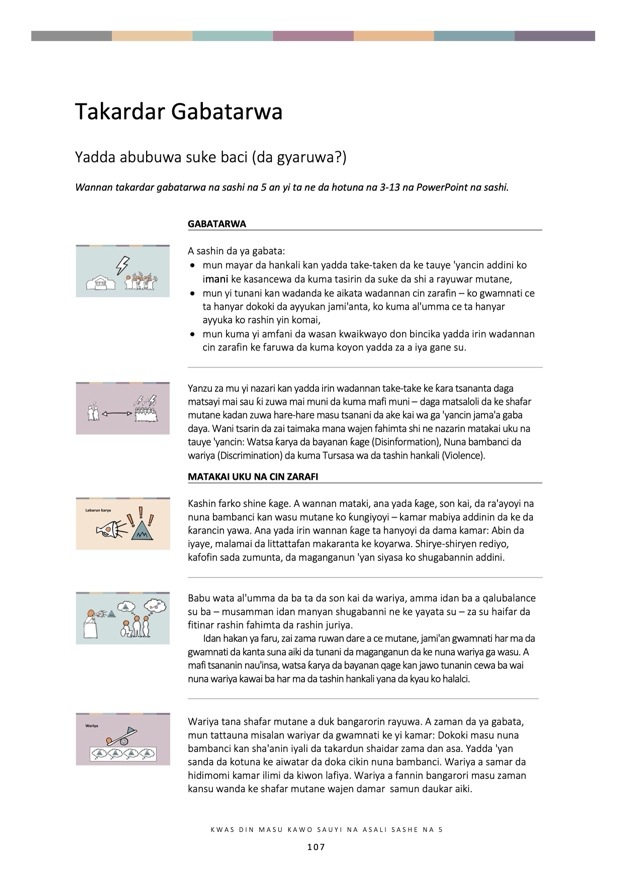 Takardar Gabatarwa
Yadda abubuwa suke baci (da gyaruwa?)
Wannan takardar gabatarwa na sashi na 5 an yi ta ne da hotuna na 3-13 na PowerPoint na sashi.
GABATARWA
A sashin da ya gabata:
• mun mayar da hankali kan yadda take-taken da ke tauye 'yancin addini ko
imani ke kasancewa da kuma tasirin da suke da shi a rayuwar mutane,
• mun yi tunani kan wadanda ke aikata wadannan cin zarafin – ko gwamnati ce
ta hanyar dokoki da ayyukan jami'anta, ko kuma al'umma ce ta hanyar
ayyuka ko rashin yin komai,
• mun kuma yi amfani da wasan kwaikwayo don bincika yadda irin wadannan
cin zarafin ke faruwa da kuma koyon yadda za a iya gane su.
Yanzu za mu yi nazari kan yadda irin wadannan take-take ke ƙara tsananta daga
matsayi mai sau ƙi zuwa mai muni da kuma mafi muni – daga matsaloli da ke shafar
mutane kadan zuwa hare-hare masu tsanani da ake kai wa ga 'yancin jama'a gaba
daya. Wani tsarin da zai taimaka mana wajen fahimta shi ne nazarin matakai uku na
tauye 'yancin: Watsa ƙarya da bayanan ƙage (Disinformation), Nuna bambanci da
wariya (Discrimination) da kuma Tursasa wa da tashin hankali (Violence).
MATAKAI UKU NA CIN ZARAFI
Labarun ƙarya
Kashin farko shine ƙage. A wannan mataki, ana yada ƙage, son kai, da ra'ayoyi na
nuna bambanci kan wasu mutane ko ƙungiyoyi – kamar mabiya addinin da ke da
ƙarancin yawa. Ana yada irin wannan ƙage ta hanyoyi da dama kamar: Abin da
iyaye, malamai da littattafan makaranta ke koyarwa. Shirye-shiryen rediyo,
kafofin sada zumunta, da maganganun 'yan siyasa ko shugabannin addini.
Babu wata al'umma da ba ta da son kai da wariya, amma idan ba a qalubalance
su ba – musamman idan manyan shugabanni ne ke yayata su – za su haifar da
fitinar rashin fahimta da rashin juriya.
Idan hakan ya faru, zai zama ruwan dare a ce mutane, jami'an gwamnati har ma da
gwamnati da kanta suna aiki da tunani da maganganun da ke nuna wariya ga wasu. A
mafi tsananin nau'insa, watsa ƙarya da bayanan qage kan jawo tunanin cewa ba wai
nuna wariya kawai ba har ma da tashin hankali yana da kyau ko halalci.
Wariya
Wariya tana shafar mutane a duk bangarorin rayuwa. A zaman da ya gabata,
mun tattauna misalan wariyar da gwamnati ke yi kamar: Dokoki masu nuna
bambanci kan sha'anin iyali da takardun shaidar zama dan asa. Yadda 'yan
sanda da kotuna ke aiwatar da doka cikin nuna bambanci. Wariya a samar da
hidimomi kamar ilimi da kiwon lafiya. Wariya a fannin bangarori masu zaman
kansu wanda ke shafar mutane wajen damar samun daukar aiki.
KWAS DIN MASU KAWO SAUYI NA ASALI SASHE NA 5
107